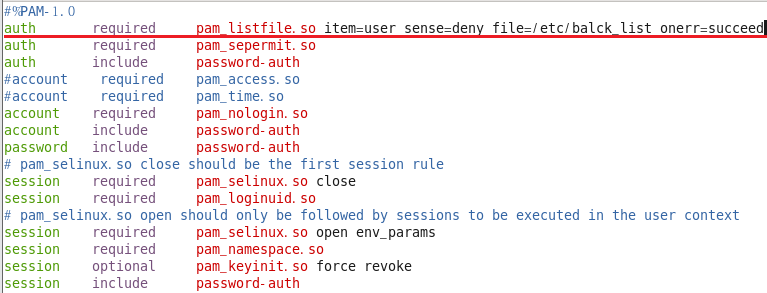 #%PAM-1.0
auth       required     pam_listfile.so item=user sense=deny file=/etc/balck_list onerr=succeed
auth       required     pam_sepermit.so
auth       include      password-auth
#account    required    pam_access.so
#account    required    pam_time.so
account    required     pam_nologin.so
account    include      password-auth
password   include      password-auth
# pam_selinux.so close should be the first session rule
session    required     pam_selinux.so close
session    required     pam_loginuid.so
# pam_selinux.so open should only be followed by sessions to be executed in the user context
session    required     pam_selinux.so open env_params
session    required     pam_namespace.so
session    optional     pam_keyinit.so force revoke
session    include      password-auth